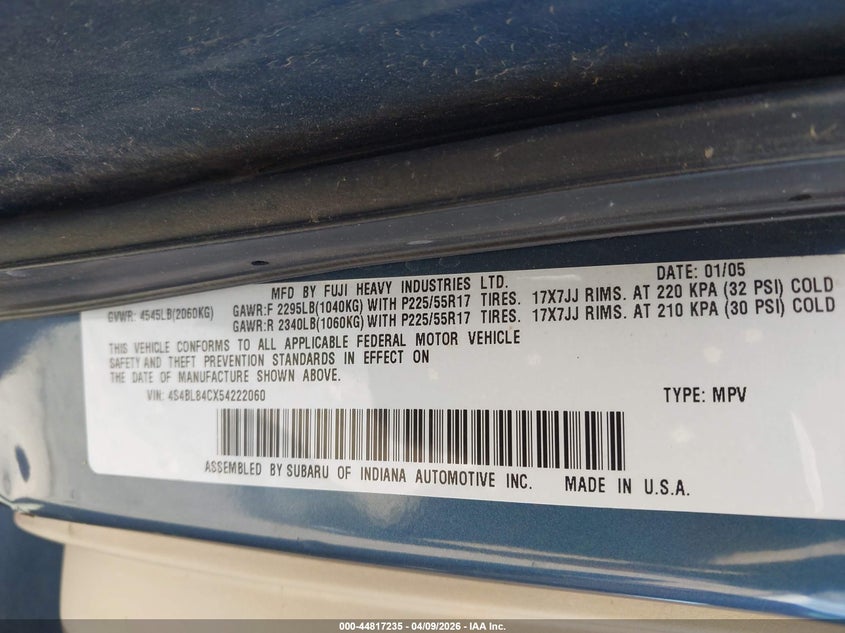 MFD BY FUJI HEAVY INDUSTRIES LTD. DATE: 01/05
GVWR: 4545LB(2060KG) GAWR:F 2295LB(1040KG) WITH P225/55R17 TIRES. 17X7JJ RIMS. AT 220 KPA (32 PSI) COLD
GAWR:R 2340LB(1060KG) WITH P225/55R17 TIRES. 17X7JJ RIMS. AT 210 KPA (30 PSI) COLD
THIS VEHICLE CONFORMS TO ALL APPLICABLE FEDERAL MOTOR VEHICLE
SAFETY AND THEFT PREVENTION STANDARDS IN EFFECT ON
THE DATE OF MANUFACTURE SHOWN ABOVE.
VIN: 4S4BL84CX54222060 TYPE: MPV
ASSEMBLED BY SUBARU OF INDIANA AUTOMOTIVE INC. MADE IN U.S.A.
000-44817235 - 04/09/2026 - IAA Inc.